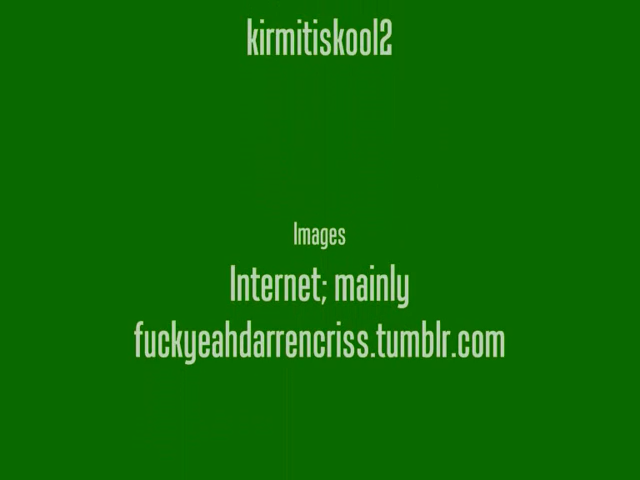 kirmitiskool2
Images
Internet; mainly
fuckyeahdarrencriss.tumblr.com